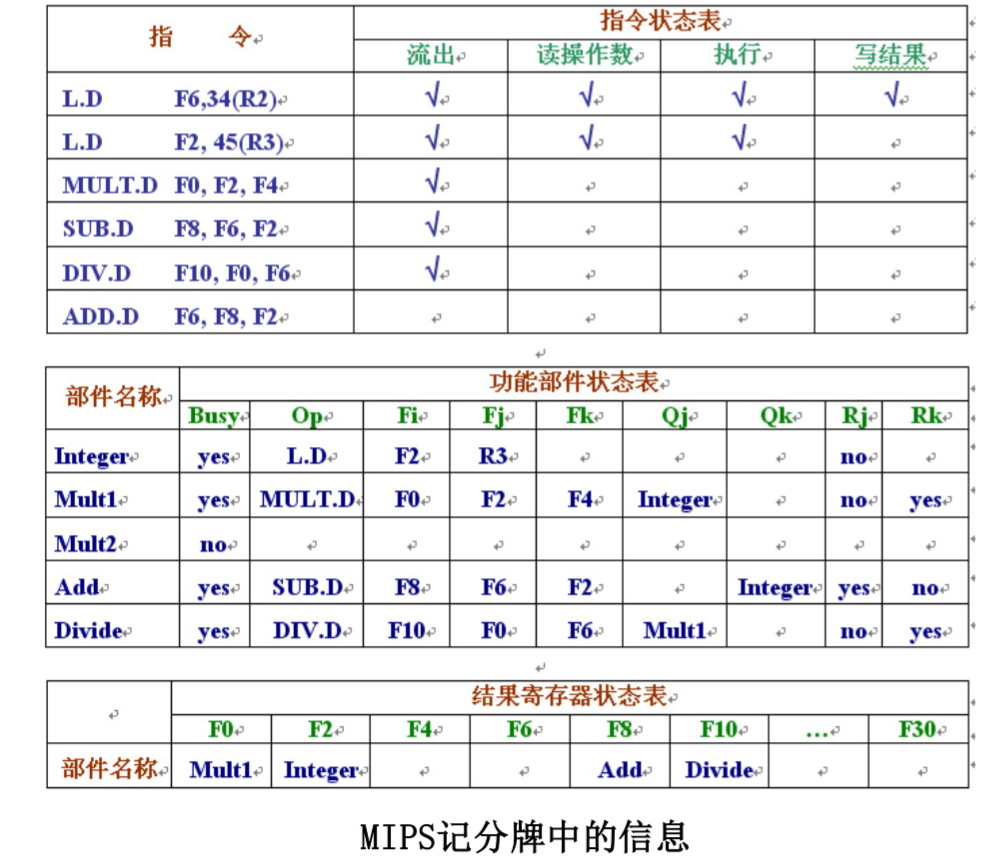 指 令 指令状态表
流出 读操作数 执行 写结果
L.D F6,34(R2) √ √ √ √
L.D F2, 45(R3) √ √ √
MULT.D F0, F2, F4 √
SUB.D F8, F6, F2 √
DIV.D F10, F0, F6 √
ADD.D F6, F8, F2
部件名称 功能部件状态表
Busy Op Fi Fj Fk Qj Qk Rj Rk
Integer yes L.D F2 R3 no
Mult1 yes MULT.D F0 F2 F4 Integer no yes
Mult2 no
Add yes SUB.D F8 F6 F2 Integer yes no
Divide yes DIV.D F10 F0 F6 Mult1 no yes
结果寄存器状态表
F0 F2 F4 F6 F8 F10 … F30
部件名称 Mult1 Integer Add Divide
MIPS记分牌中的信息